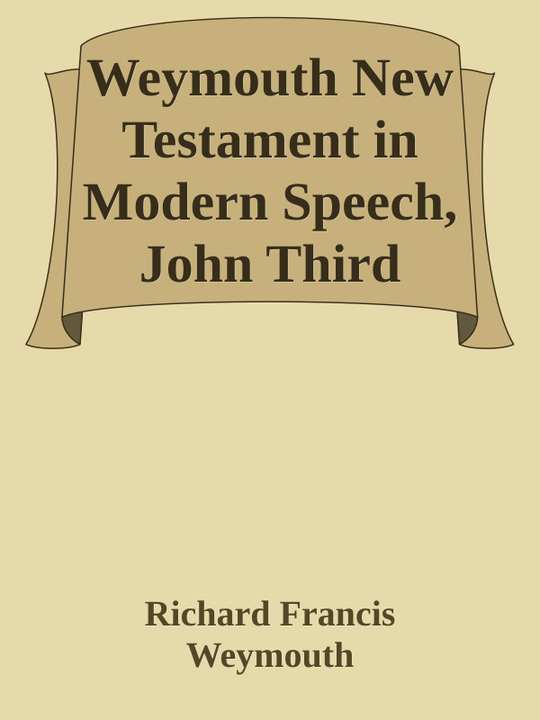 Weymouth New
Testament in
Modern Speech,
John Third
Richard Francis
Weymouth